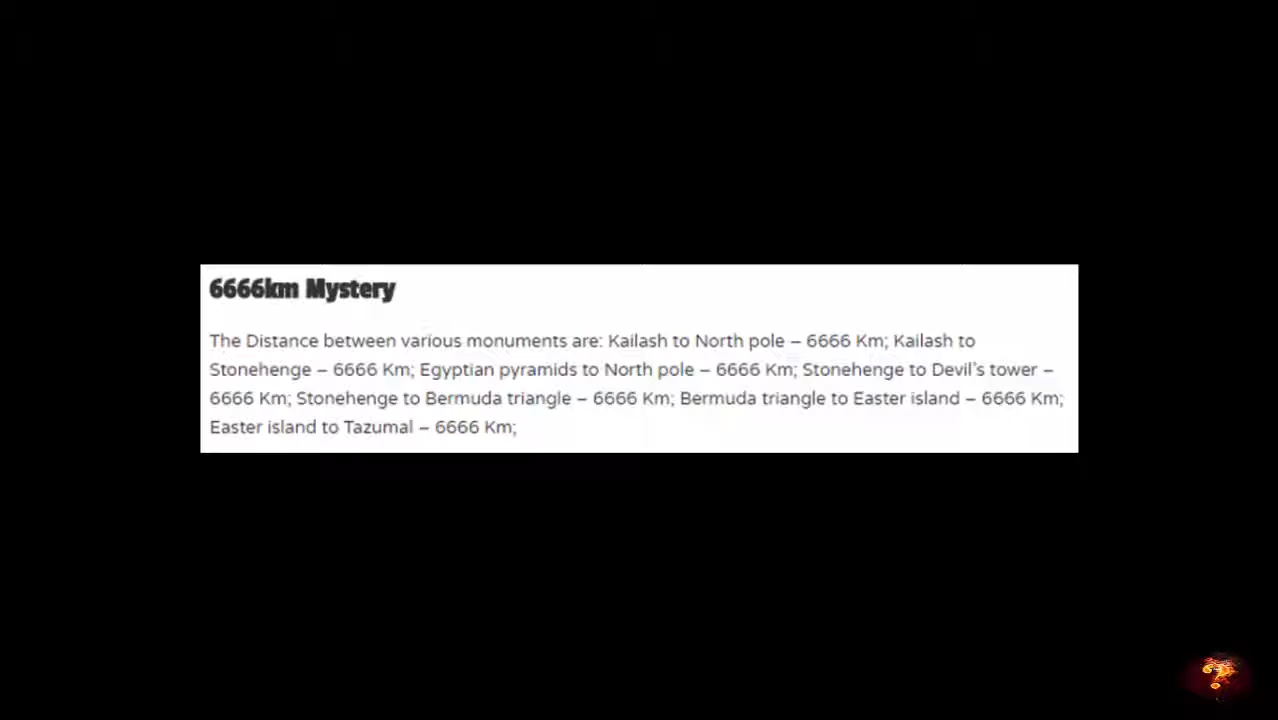 6666km Mystery
The Distance between various monuments are: Kailash to North pole – 6666 Km; Kailash to
Stonehenge – 6666 Km; Egyptian pyramids to North pole – 6666 Km; Stonehenge to Devil's tower –
6666 Km; Stonehenge to Bermuda triangle – 6666 Km; Bermuda triangle to Easter island – 6666 Km;
Easter island to Tazumal – 6666 Km;